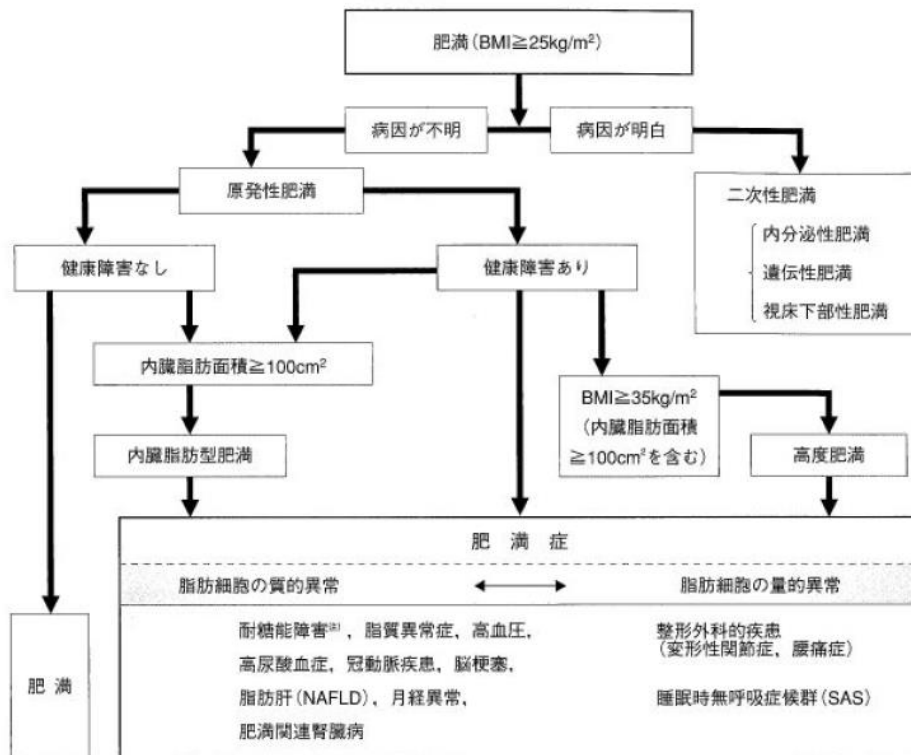 肥満(BMI≧25kg/m²)
病因が不明
病因が明白
原発性肥満
二次性肥満
内分泌性肥満
遺伝性肥満
視床下部性肥満
健康障害なし
健康障害あり
内臓脂肪面積≧100cm²
BMI≧35kg/m²
(内臓脂肪面積
≧100cm²を含む)
内臓脂肪型肥満
高度肥満
肥満症
脂肪細胞の質的異常
脂肪細胞の量的異常
耐糖能障害注),脂質異常症,高血圧,
高尿酸血症,冠動脈疾患,脳梗塞,
脂肪肝(NAFLD),月経異常,
肥満関連腎臓病
整形外科的疾患
(変形性関節症,腰痛症)
睡眠時無呼吸症候群(SAS)
肥満